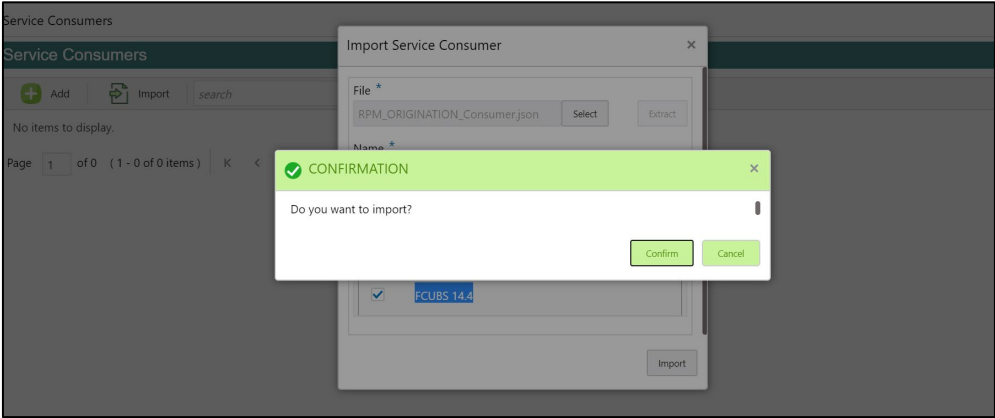 Service Consumers
Service Consumers
Add Import search
No items to display.
Page 1 of 0 ( 1 - 0 of 0 items ) K <
Import Service Consumer ×
File *
RPM_ORIGINATION_Consumer.json Select Extract
Name *
CONFIRMATION ×
Do you want to import?
Confirm Cancel
FCUBS 14.4
Import